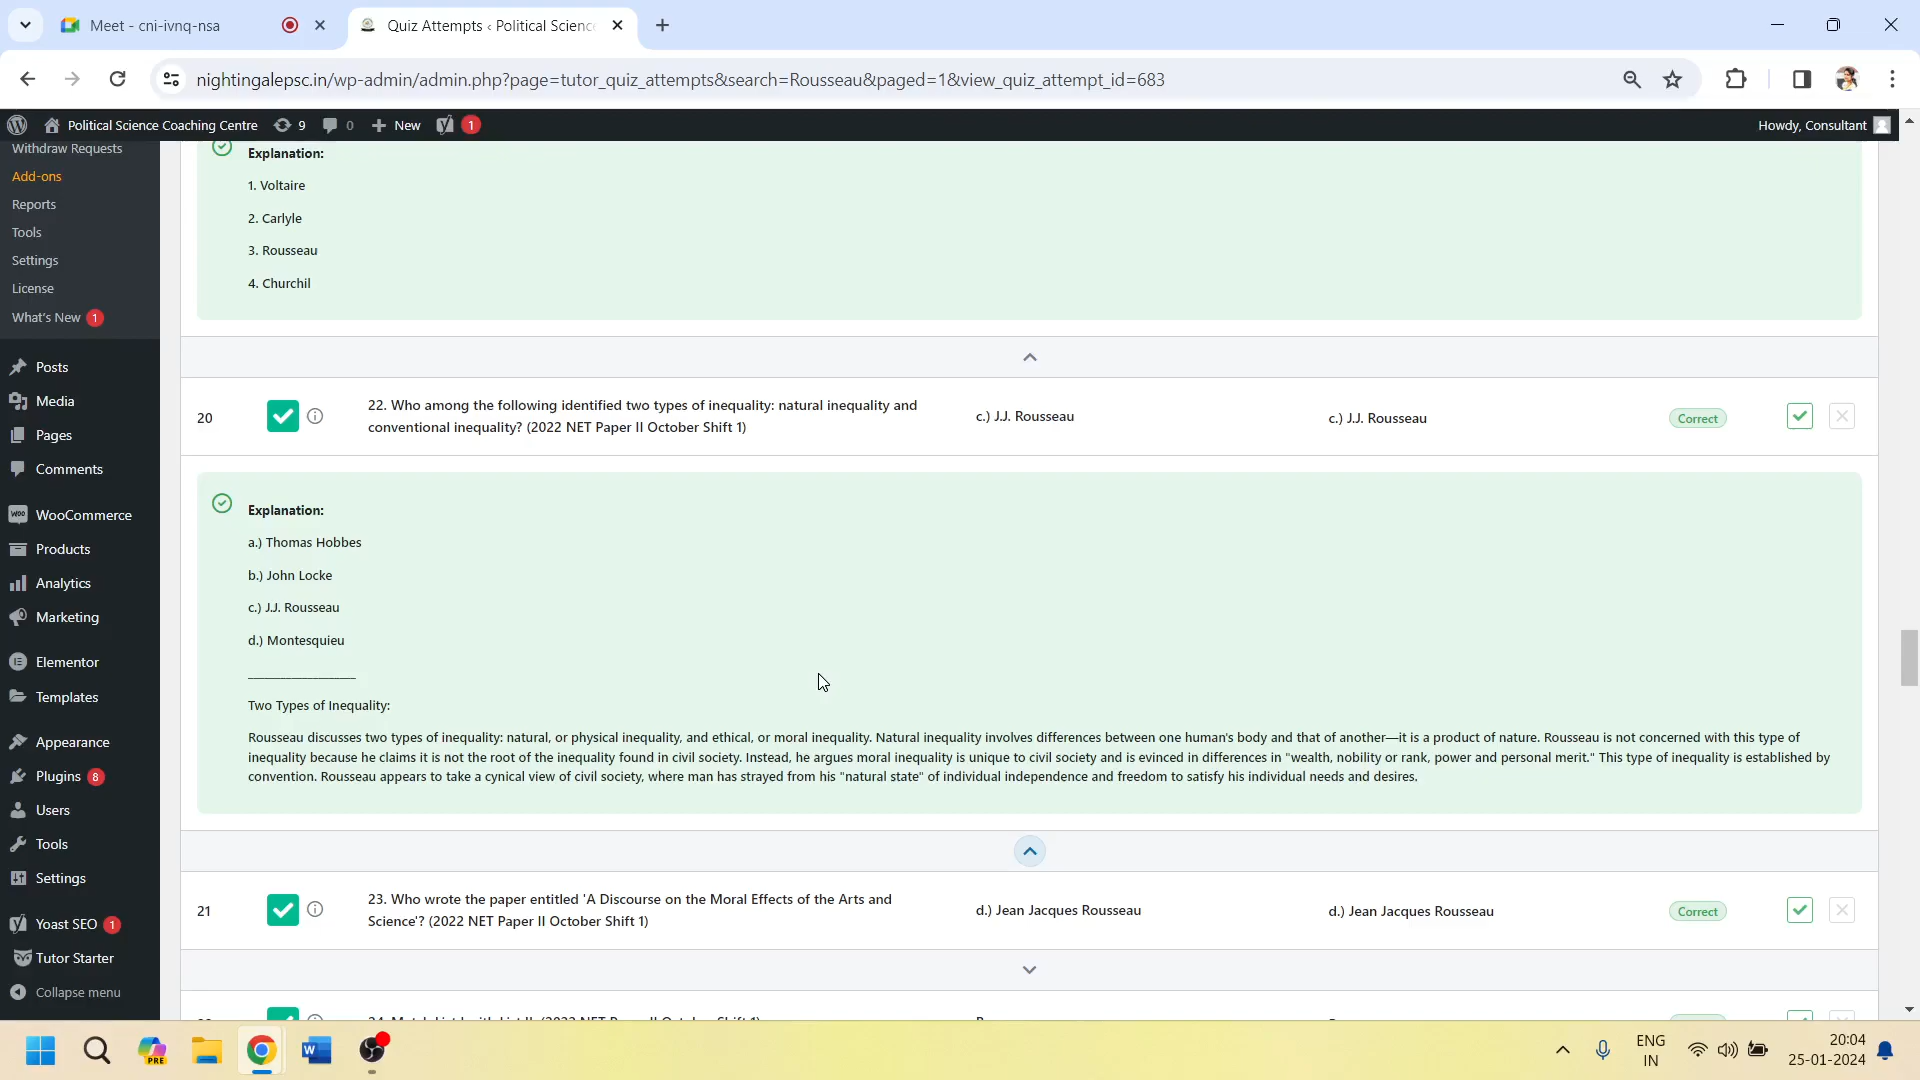 Meet - cni-ivnq-nsa
Quiz Attempts ‹ Political Science
nightingalepsc.in/wp-admin/admin.php?page=tutor_quiz_attempts&search=Rousseau&paged=1&view_quiz_attempt_id=683
Political Science Coaching Centre 9 0 New 1
Howdy, Consultant
Withdraw Requests
Add-ons
Reports
Tools
Settings
License
What's New 1
Posts
Media
Pages
Comments
WooCommerce
Products
Analytics
Marketing
Elementor
Templates
Appearance
Plugins 8
Users
Tools
Settings
Yoast SEO 1
Tutor Starter
Collapse menu
Explanation:
1. Voltaire
2. Carlyle
3. Rousseau
4. Churchil
20
22. Who among the following identified two types of inequality: natural inequality and
conventional inequality? (2022 NET Paper II October Shift 1)
c.) J.J. Rousseau
c.) J.J. Rousseau
Correct
Explanation:
a.) Thomas Hobbes
b.) John Locke
c.) J.J. Rousseau
d.) Montesquieu
__________________
Two Types of Inequality:
Rousseau discusses two types of inequality: natural, or physical inequality, and ethical, or moral inequality. Natural inequality involves differences between one human's body and that of another—it is a product of nature. Rousseau is not concerned with this type of
inequality because he claims it is not the root of the inequality found in civil society. Instead, he argues moral inequality is unique to civil society and is evinced in differences in "wealth, nobility or rank, power and personal merit." This type of inequality is established by
convention. Rousseau appears to take a cynical view of civil society, where man has strayed from his "natural state" of individual independence and freedom to satisfy his individual needs and desires.
21
23. Who wrote the paper entitled 'A Discourse on the Moral Effects of the Arts and
Science'? (2022 NET Paper II October Shift 1)
d.) Jean Jacques Rousseau
d.) Jean Jacques Rousseau
Correct
PRE
ENG
IN
20:04
25-01-2024